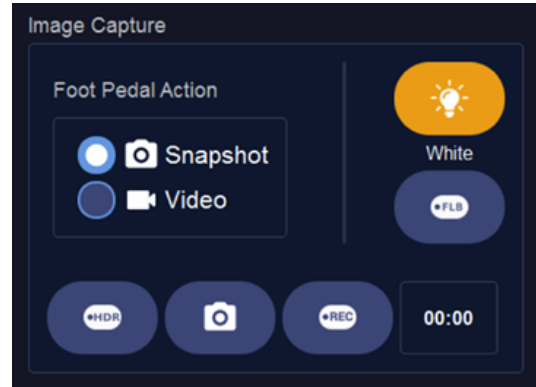 Image Capture
Foot Pedal Action
Snapshot
Video
White
FLB
HDR
REC
00:00